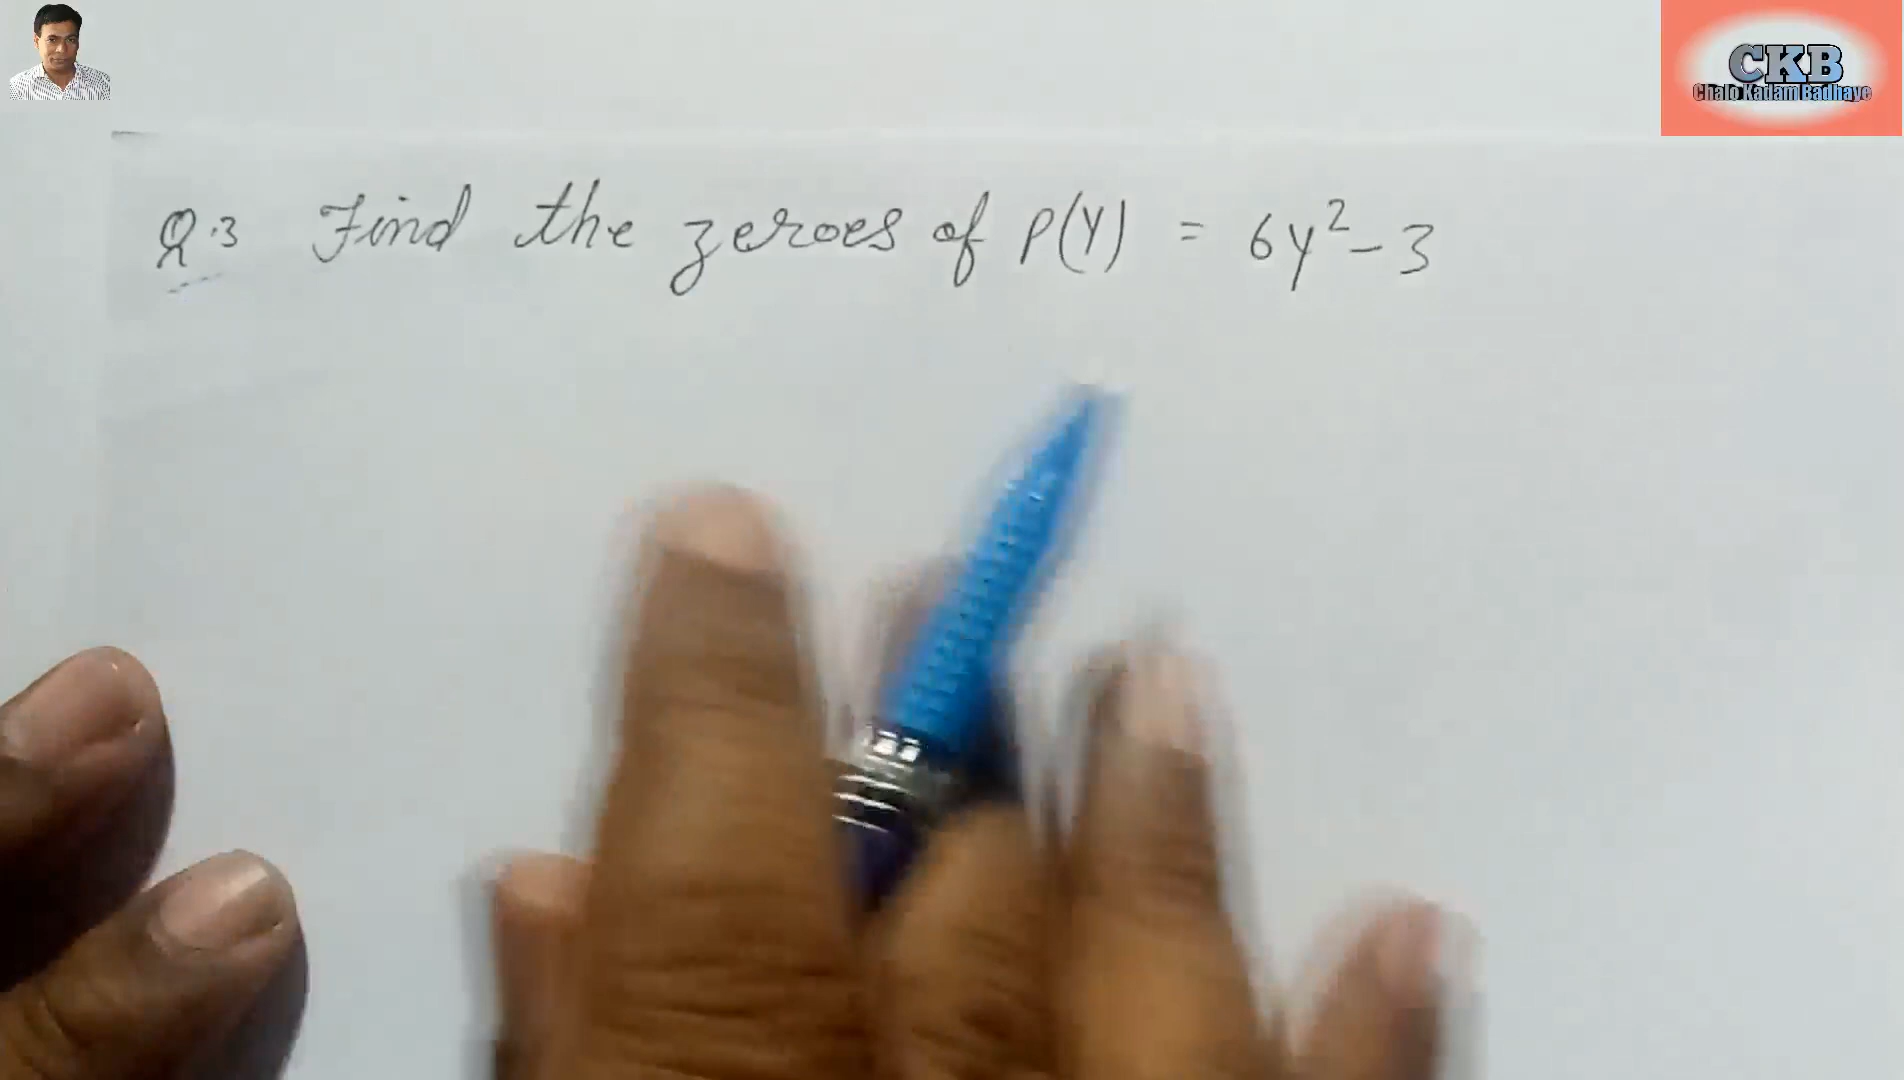 CKB
Chalo Kadam Badhaye
Q.3 Find the zeroes of P(Y) = 6y² - 3